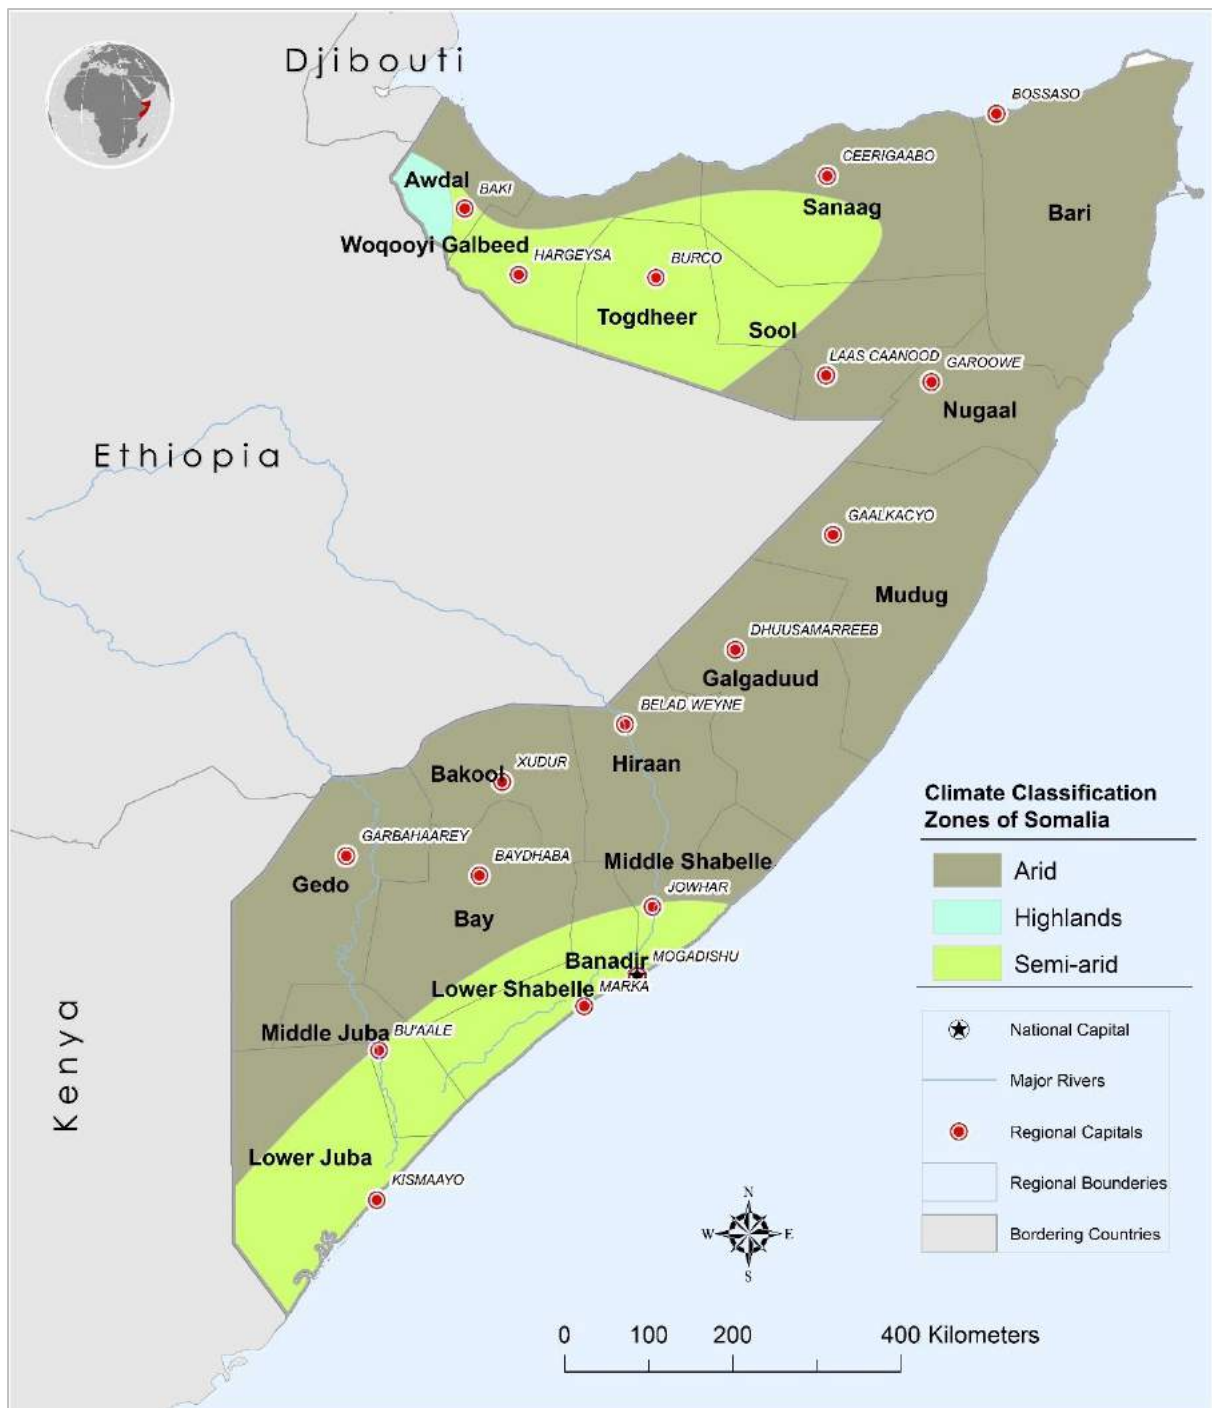 Djibouti
BOSSASO
CEERIGAABO
Awdal
BAKI
Sanaag
Bari
Woqooyi Galbeed
HARGEYSA
BURCO
Togdheer
Sool
LAAS CAANOOD
GAROOWE
Nugaal
Ethiopia
GAALKACYO
Mudug
DHUUSAMARREEB
Galgaduud
BELAD WEYNE
Hiraan
XUDUR
Bakool
GARBAHAAREY
BAYDHABA
Gedo
Middle Shabelle
JOWHAR
Bay
Banadir
MOGADISHU
Lower Shabelle
MARKA
Middle Juba
BU'AALE
Kenya
Lower Juba
KISMAAYO
Climate Classification
Zones of Somalia
Arid
Highlands
Semi-arid
National Capital
Major Rivers
Regional Capitals
Regional Bounderies
Bordering Countries
N
W
E
S
0 100 200 400 Kilometers